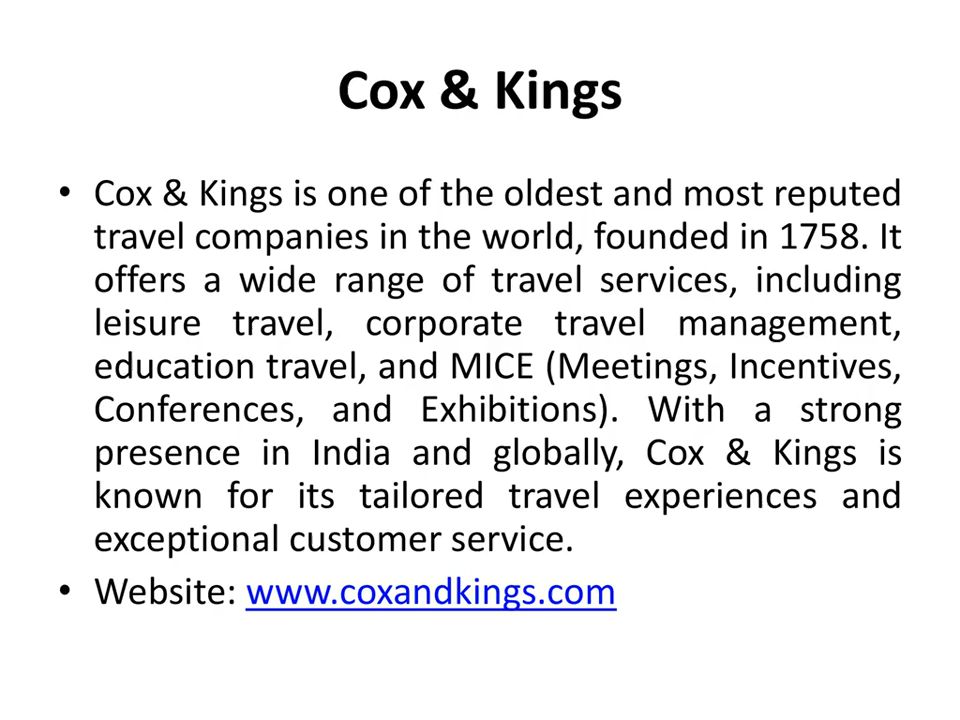 Cox & Kings
• Cox & Kings is one of the oldest and most reputed
travel companies in the world, founded in 1758. It
offers a wide range of travel services, including
leisure travel, corporate travel management,
education travel, and MICE (Meetings, Incentives,
Conferences, and Exhibitions). With a strong
presence in India and globally, Cox & Kings is
known for its tailored travel experiences and
exceptional customer service.
• Website: www.coxandkings.com